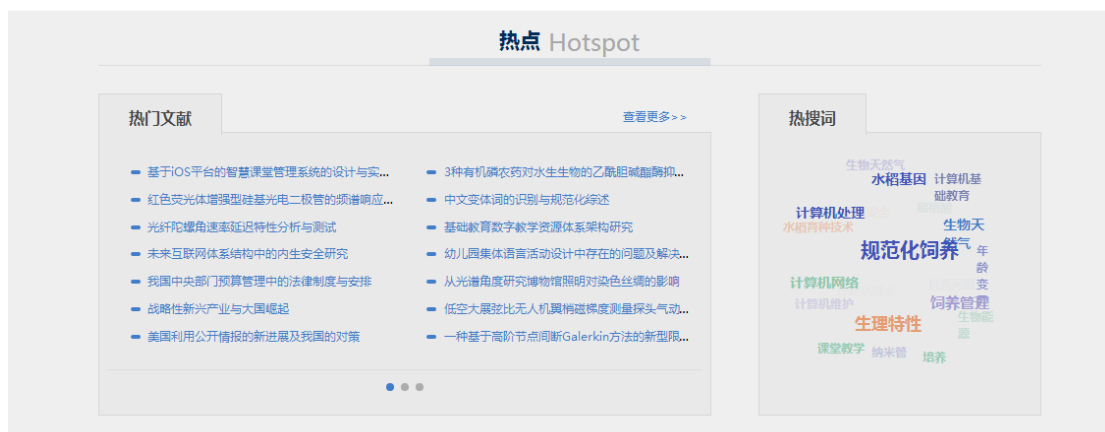 热点 Hotspot
热门文献
查看更多>>
基于iOS平台的智慧课堂管理系统的设计与实...
红色荧光体增强型硅基光电二极管的频谱响应...
光纤陀螺角速率延迟特性分析与测试
未来互联网体系结构中的内生安全研究
我国中央部门预算管理中的法律制度与安排
战略性新兴产业与大国崛起
美国利用公开情报的新进展及我国的对策
3种有机磷农药对水生生物的乙酰胆碱酯酶抑...
中文变体词的识别与规范化综述
基础教育数字教学资源体系架构研究
幼儿园集体语言活动设计中存在的问题及解决...
从光谱角度研究博物馆照明对染色丝绸的影响
低空大展弦比无人机翼梢磁梯度测量探头气动...
一种基于高阶节点间断Galerkin方法的新型限...
热搜词
生物天然气
水稻基因
计算机基
础教育
计算机处理
水稻育种技术
生物天
然气
规范化饲养
年
龄
变
计算机网络
计算机维护
饲养管理
生物能
源
生理特性
课堂教学
纳米管
培养